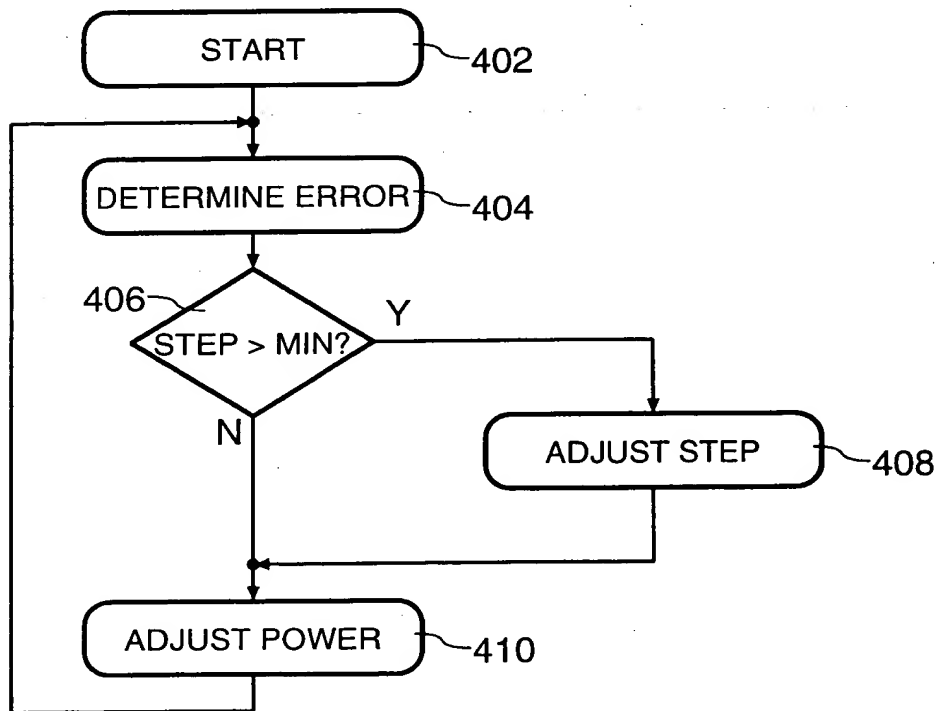 START
402
DETERMINE ERROR
404
406
STEP > MIN?
Y
N
ADJUST STEP
408
ADJUST POWER
410